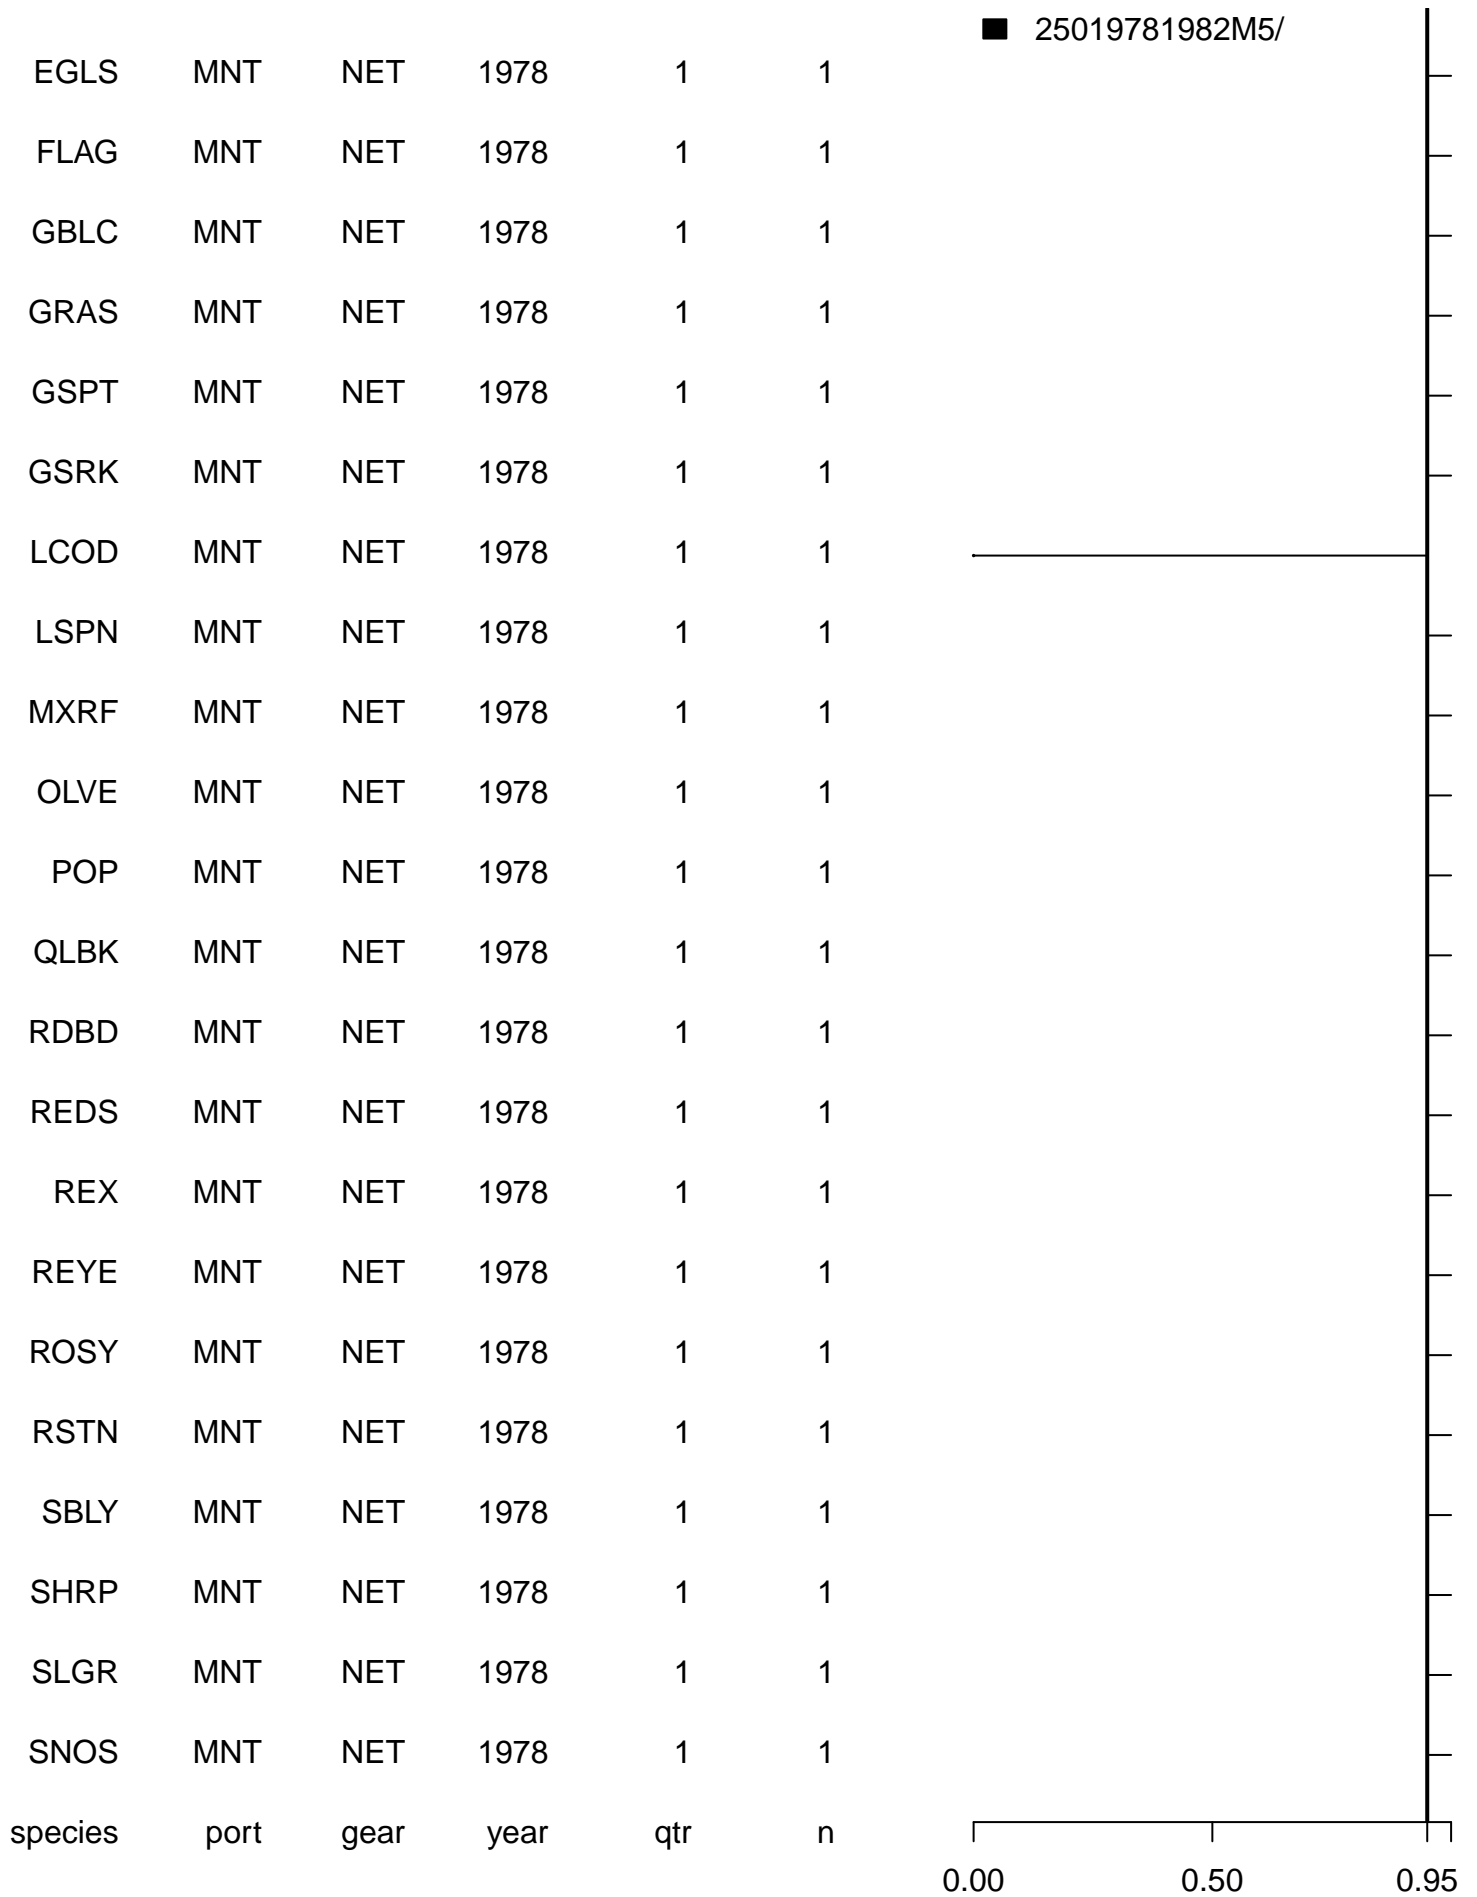 25019781982M5/
EGLS MNT NET 1978 1 1
FLAG MNT NET 1978 1 1
GBLC MNT NET 1978 1 1
GRAS MNT NET 1978 1 1
GSPT MNT NET 1978 1 1
GSRK MNT NET 1978 1 1
LCOD MNT NET 1978 1 1
LSPN MNT NET 1978 1 1
MXRF MNT NET 1978 1 1
OLVE MNT NET 1978 1 1
POP MNT NET 1978 1 1
QLBK MNT NET 1978 1 1
RDBD MNT NET 1978 1 1
REDS MNT NET 1978 1 1
REX MNT NET 1978 1 1
REYE MNT NET 1978 1 1
ROSY MNT NET 1978 1 1
RSTN MNT NET 1978 1 1
SBLY MNT NET 1978 1 1
SHRP MNT NET 1978 1 1
SLGR MNT NET 1978 1 1
SNOS MNT NET 1978 1 1
species port gear year qtr n
0.00 0.50 0.95